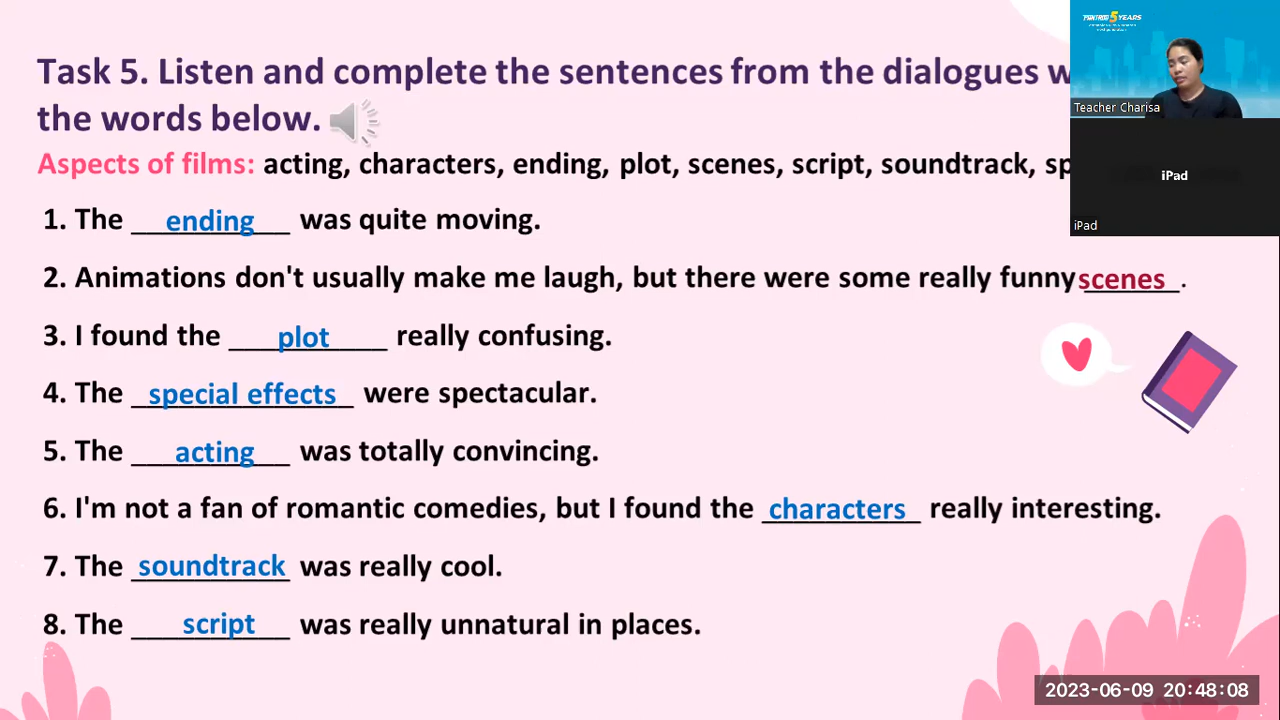 Task 5. Listen and complete the sentences from the dialogues
the words below.
Aspects of films: acting, characters, ending, plot, scenes, script, soundtrack,
1. The ending was quite moving.
2. Animations don't usually make me laugh, but there were some really funny scenes.
3. I found the plot really confusing.
4. The special effects were spectacular.
5. The acting was totally convincing.
6. I'm not a fan of romantic comedies, but I found the characters really interesting.
7. The soundtrack was really cool.
8. The script was really unnatural in places.
5 YEARS
Teacher Charisa
iPad
iPad
2023-06-09 20:48:08